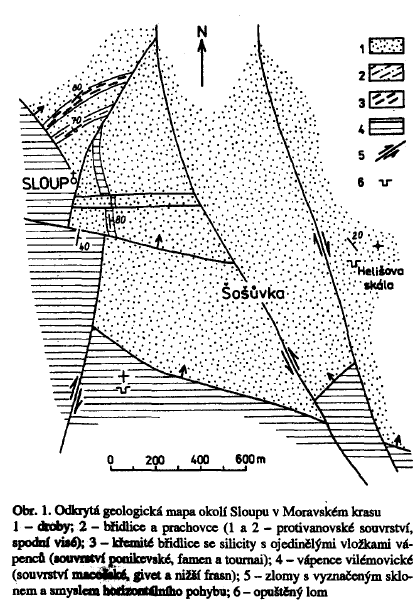 N
1
2
3
4
5
6
60
70
SLOUP
80
40
20
Helišova
skála
Šošůvka
0 200 400 600 m
Obr. 1. Odkrytá geologická mapa okolí Sloupu v Moravském krasu
1 – droby; 2 – břidlice a prachovce (1 a 2 – protivanovské souvrství,
spodní visé); 3 – křemité břidlice se silicity s ojedinělými vložkami vá-
penců (souvrství ponikevské, famen a tournai); 4 – vápence vilémovické
(souvrství macošské, givet a nižší frasn); 5 – zlomy s vyznačeným sklo-
nem a smyslem horizontálního pohybu; 6 – opuštěný lom